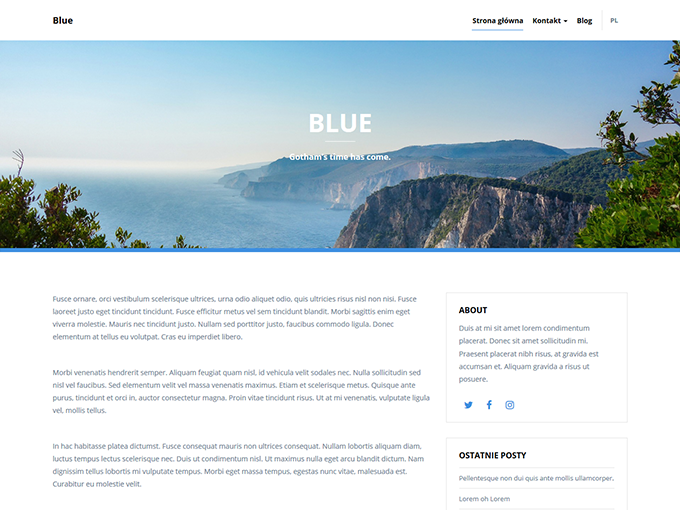 Blue
Strona główna Kontakt Blog PL
BLUE
Gotham's time has come.
Fusce ornare, orci vestibulum scelerisque ultrices, urna odio aliquet odio, quis ultricies risus nisl non nisi. Fusce
laoreet justo eget tincidunt tincidunt. Fusce efficitur metus vel sem tincidunt blandit. Morbi sagittis enim eget
viverra molestie. Mauris nec tincidunt justo. Nullam sed porttitor justo, faucibus commodo ligula. Donec
elementum at tellus eu volutpat. Cras eu imperdiet libero.
Morbi venenatis hendrerit semper. Aliquam feugiat quam nisl, id vehicula velit sodales nec. Nulla sollicitudin sed
nisl vel faucibus. Sed elementum velit vel massa venenatis maximus. Etiam et scelerisque metus. Quisque ante
purus, tincidunt et orci in, auctor consectetur magna. Proin vitae tincidunt risus. Ut at mi venenatis, vulputate ligula
vel, mollis tellus.
In hac habitasse platea dictumst. Fusce consequat mauris non ultrices consequat. Nullam lobortis aliquam diam,
luctus tempus lectus scelerisque nec. Duis ut condimentum nisl. Ut maximus nulla eget arcu blandit dictum. Nam
dignissim tellus lobortis mi vulputate tempus. Morbi eget massa tempus, egestas nunc vitae, malesuada est.
Curabitur eu molestie velit.
ABOUT
Duis at mi sit amet lorem condimentum
placerat. Donec sit amet sollicitudin mi.
Praesent placerat nibh risus, at gravida est
accumsan et. Aliquam gravida a risus ut
posuere.
OSTATNIE POSTY
Pellentesque non dui quis ante mollis ullamcorper.
Lorem oh Lorem